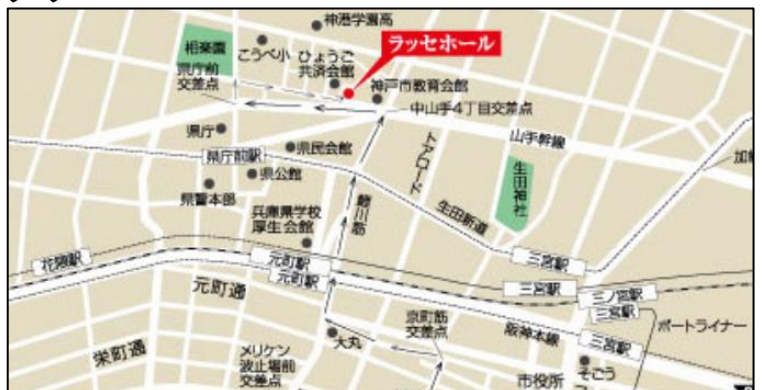 神港学園高
相楽園
こうべ小
ひょうご
共済会館
ラッセホール
県庁前
交差点
神戸市教育会館
中山手4丁目交差点
県庁
県民会館
山手幹線
トアロード
県庁前駅
県公館
県警本部
生田神社
鯉川筋
生田新道
兵庫県学校
厚生会館
花隈駅
元町駅
元町駅
三宮駅
三宮駅
三ノ宮駅
三宮駅
元町通
京町筋
交差点
阪神本線
ポートライナー
三宮駅
栄町通
メリケン
波止場前
交差点
大丸
市役所
そごう